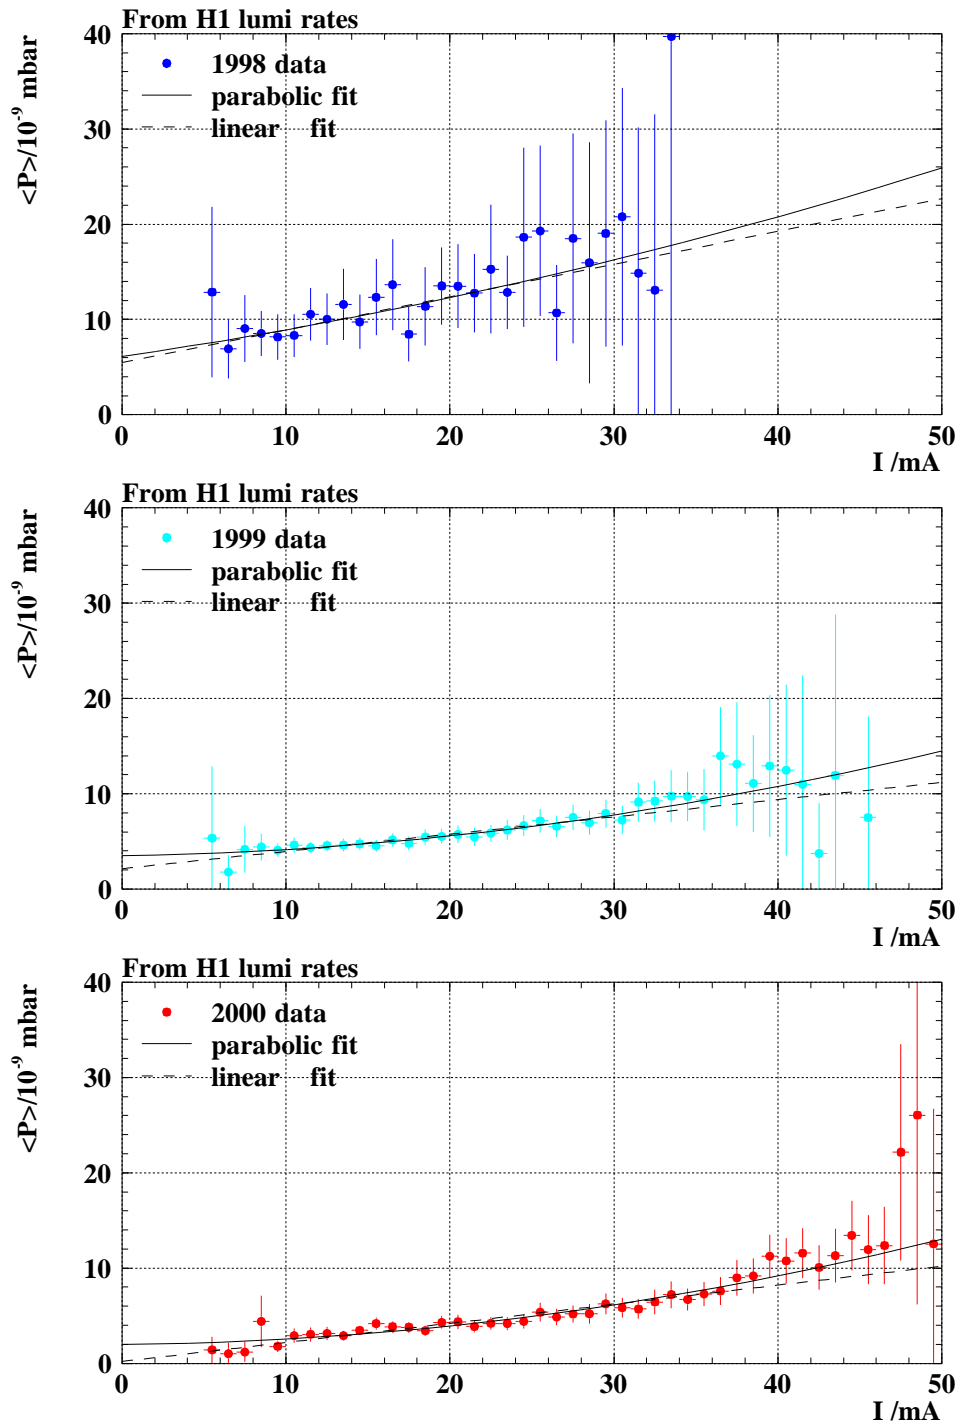 From H1 lumi rates
<P>/10⁻⁹ mbar
40
30
20
10
0
1998 data
parabolic fit
linear fit
0 10 20 30 40 50
I /mA
From H1 lumi rates
<P>/10⁻⁹ mbar
40
30
20
10
0
1999 data
parabolic fit
linear fit
0 10 20 30 40 50
I /mA
From H1 lumi rates
<P>/10⁻⁹ mbar
40
30
20
10
0
2000 data
parabolic fit
linear fit
0 10 20 30 40 50
I /mA